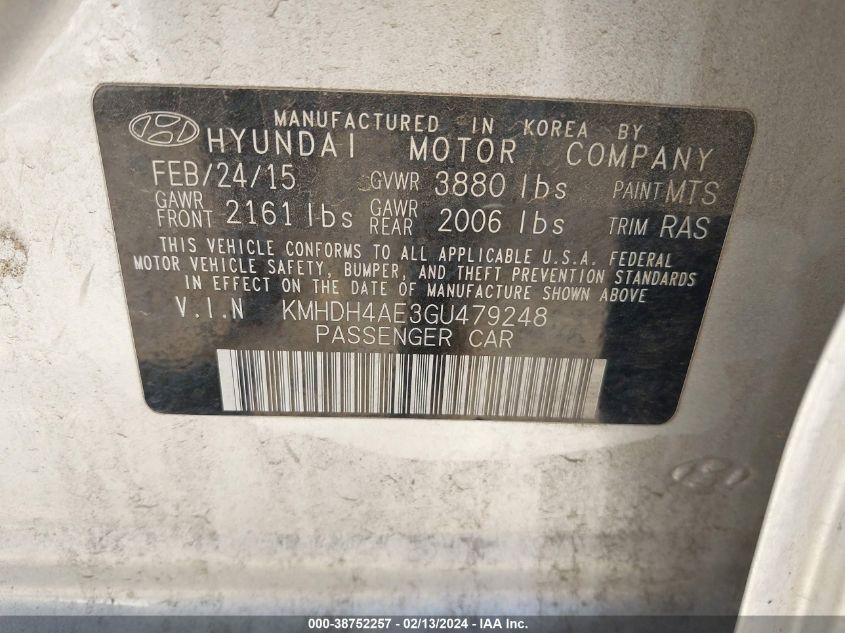 MANUFACTURED IN KOREA BY
HYUNDAI MOTOR COMPANY
FEB/24/15 GVWR 3880 lbs PAINT MTS
GAWR FRONT 2161 lbs GAWR REAR 2006 lbs TRIM RAS
THIS VEHICLE CONFORMS TO ALL APPLICABLE U.S.A. FEDERAL
MOTOR VEHICLE SAFETY, BUMPER, AND THEFT PREVENTION STANDARDS
IN EFFECT ON THE DATE OF MANUFACTURE SHOWN ABOVE
V.I.N KMHDH4AE3GU479248
PASSENGER CAR
000-38752257 - 02/13/2024 - IAA Inc.